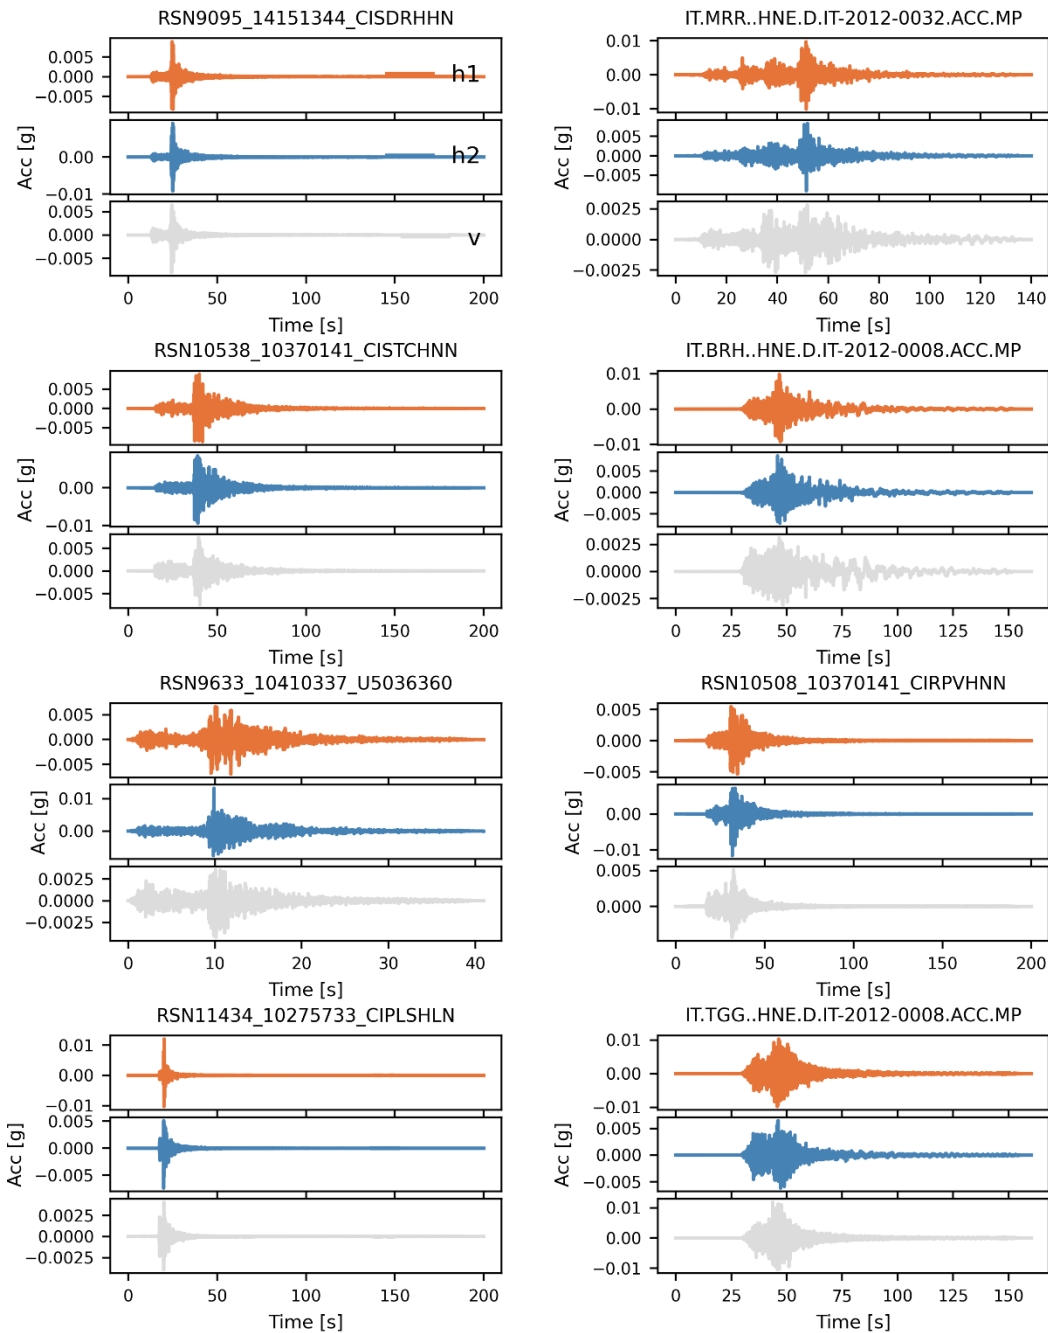 RSN9095_14151344_CISDRHHN
0.005
0.000
−0.005
h1
0.00
−0.01
h2
0.005
0.000
−0.005
v
Acc [g]
0 50 100 150 200
Time [s]
IT.MRR..HNE.D.IT-2012-0032.ACC.MP
0.01
0.00
−0.01
0.005
0.000
−0.005
0.0025
0.0000
−0.0025
Acc [g]
0 20 40 60 80 100 120 140
Time [s]
RSN10538_10370141_CISTCHNN
0.005
0.000
−0.005
0.00
−0.01
0.005
0.000
−0.005
Acc [g]
0 50 100 150 200
Time [s]
IT.BRH..HNE.D.IT-2012-0008.ACC.MP
0.01
0.00
−0.01
0.005
0.000
−0.005
0.0025
0.0000
−0.0025
Acc [g]
0 25 50 75 100 125 150
Time [s]
RSN9633_10410337_U5036360
0.005
0.000
−0.005
0.01
0.00
0.0025
0.0000
−0.0025
Acc [g]
0 10 20 30 40
Time [s]
RSN10508_10370141_CIRPVHNN
0.005
0.000
−0.005
0.00
−0.01
0.005
0.000
Acc [g]
0 50 100 150 200
Time [s]
RSN11434_10275733_CIPLSHLN
0.01
0.00
−0.01
0.005
0.000
−0.005
0.0025
0.0000
−0.0025
Acc [g]
0 50 100 150 200
Time [s]
IT.TGG..HNE.D.IT-2012-0008.ACC.MP
0.01
0.00
−0.01
0.005
0.000
−0.005
0.01
0.00
−0.01
Acc [g]
0 25 50 75 100 125 150
Time [s]